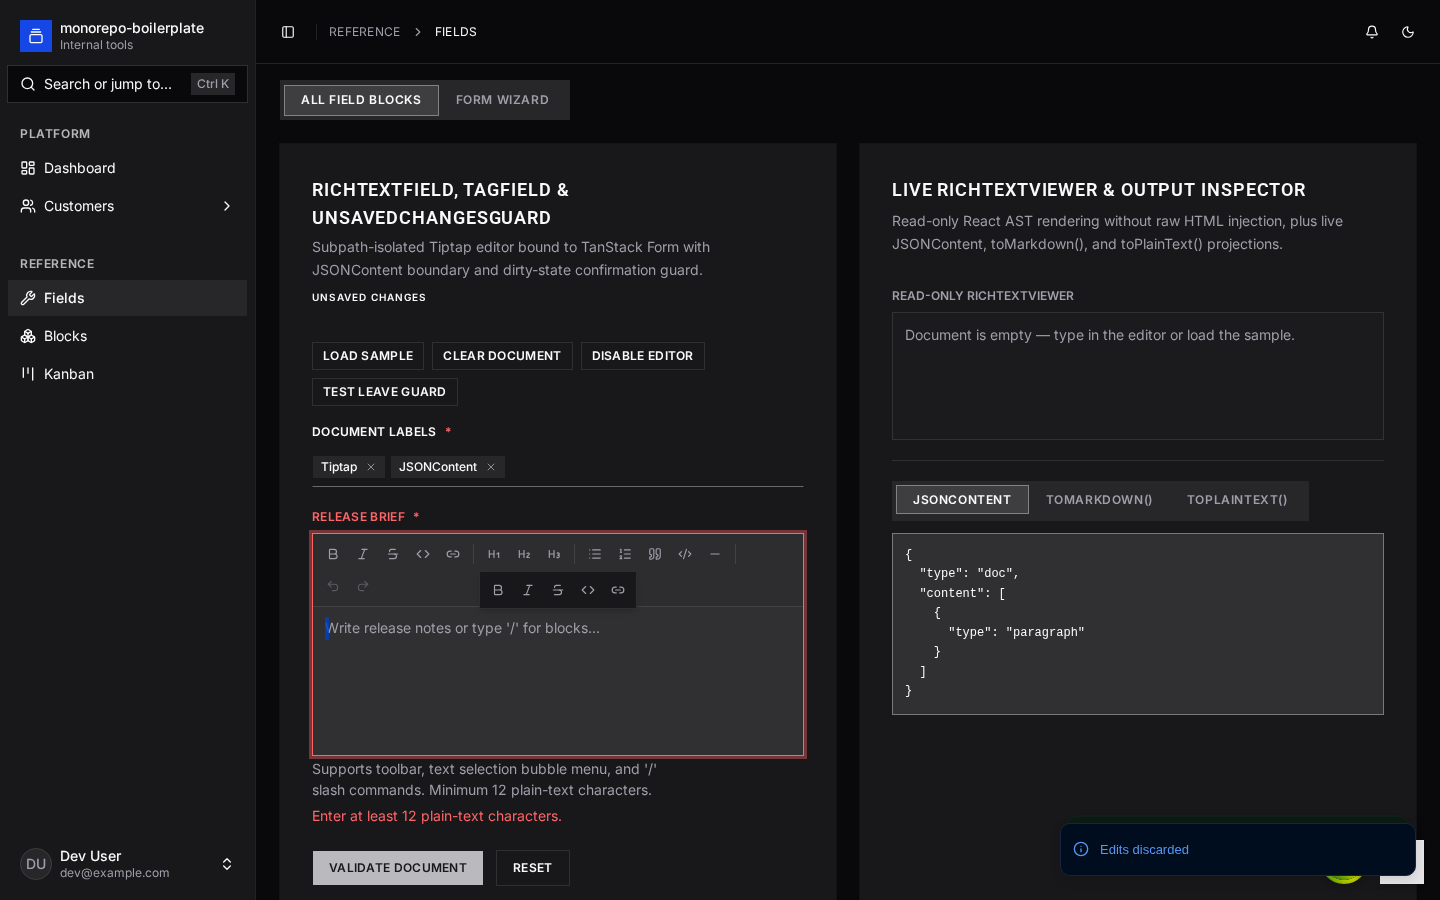 monorepo-boilerplate
Internal tools
Search or jump to...
Ctrl K
PLATFORM
Dashboard
Customers
REFERENCE
Fields
Blocks
Kanban
DU
Dev User
dev@example.com
REFERENCE
FIELDS
ALL FIELD BLOCKS
FORM WIZARD
RICHTEXTFIELD, TAGFIELD &
UNSAVEDCHANGESGUARD
Subpath-isolated Tiptap editor bound to TanStack Form with
JSONContent boundary and dirty-state confirmation guard.
UNSAVED CHANGES
LOAD SAMPLE
CLEAR DOCUMENT
DISABLE EDITOR
TEST LEAVE GUARD
DOCUMENT LABELS *
Tiptap
JSONContent
RELEASE BRIEF *
H1
H2
H3
Write release notes or type '/' for blocks...
Supports toolbar, text selection bubble menu, and '/'
slash commands. Minimum 12 plain-text characters.
Enter at least 12 plain-text characters.
VALIDATE DOCUMENT
RESET
LIVE RICHTEXTVIEWER & OUTPUT INSPECTOR
Read-only React AST rendering without raw HTML injection, plus live
JSONContent, toMarkdown(), and toPlainText() projections.
READ-ONLY RICHTEXTVIEWER
Document is empty — type in the editor or load the sample.
JSONCONTENT
TOMARKDOWN()
TOPLAINTEXT()
{
"type": "doc",
"content": [
{
"type": "paragraph"
}
]
}
Edits discarded